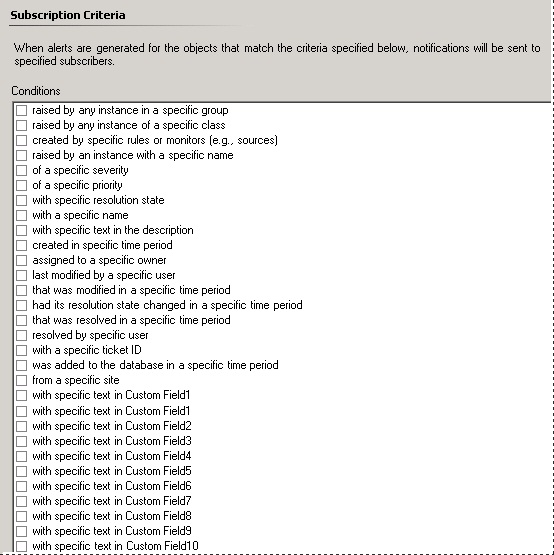 Subscription Criteria
When alerts are generated for the objects that match the criteria specified below, notifications will be sent to
specified subscribers.
Conditions
raised by any instance in a specific group
raised by any instance of a specific class
created by specific rules or monitors (e.g., sources)
raised by an instance with a specific name
of a specific severity
of a specific priority
with specific resolution state
with a specific name
with specific text in the description
created in specific time period
assigned to a specific owner
last modified by a specific user
that was modified in a specific time period
had its resolution state changed in a specific time period
that was resolved in a specific time period
resolved by specific user
with a specific ticket ID
was added to the database in a specific time period
from a specific site
with specific text in Custom Field1
with specific text in Custom Field1
with specific text in Custom Field2
with specific text in Custom Field3
with specific text in Custom Field4
with specific text in Custom Field5
with specific text in Custom Field6
with specific text in Custom Field7
with specific text in Custom Field8
with specific text in Custom Field9
with specific text in Custom Field10